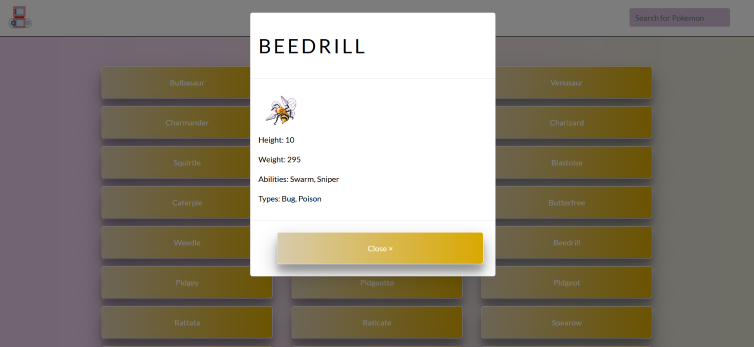 Search for Pokemon
BEEDRILL
Height: 10
Weight: 295
Abilities: Swarm, Sniper
Types: Bug, Poison
Close ×
Bulbasaur
Venusaur
Charmander
Charizard
Squirtle
Blastoise
Caterpie
Butterfree
Weedle
Beedrill
Pidgey
Pidgeotto
Pidgeot
Rattata
Raticate
Spearow